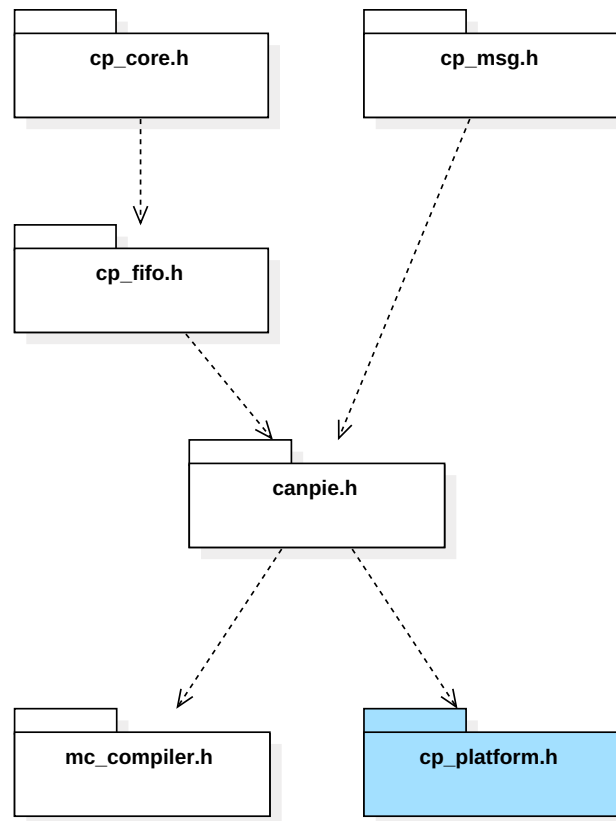 cp_core.h
cp_msg.h
cp_fifo.h
canpie.h
mc_compiler.h
cp_platform.h